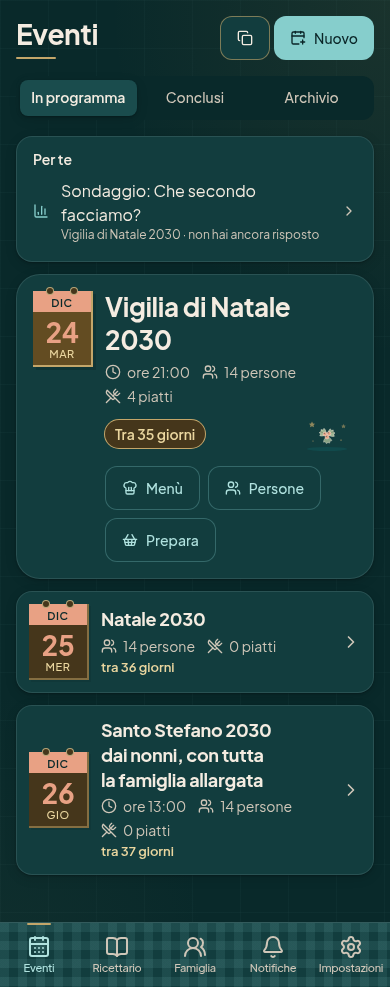 Eventi
Nuovo
In programma
Conclusi
Archivio
Per te
Sondaggio: Che secondo
facciamo?
Vigilia di Natale 2030 · non hai ancora risposto
DIC
24
MAR
Vigilia di Natale
2030
ore 21:00
14 persone
4 piatti
Tra 35 giorni
Menù
Persone
Prepara
DIC
25
MER
Natale 2030
14 persone
0 piatti
tra 36 giorni
DIC
26
GIO
Santo Stefano 2030
dai nonni, con tutta
la famiglia allargata
ore 13:00
14 persone
0 piatti
tra 37 giorni
Eventi
Ricettario
Famiglia
Notifiche
Impostazioni